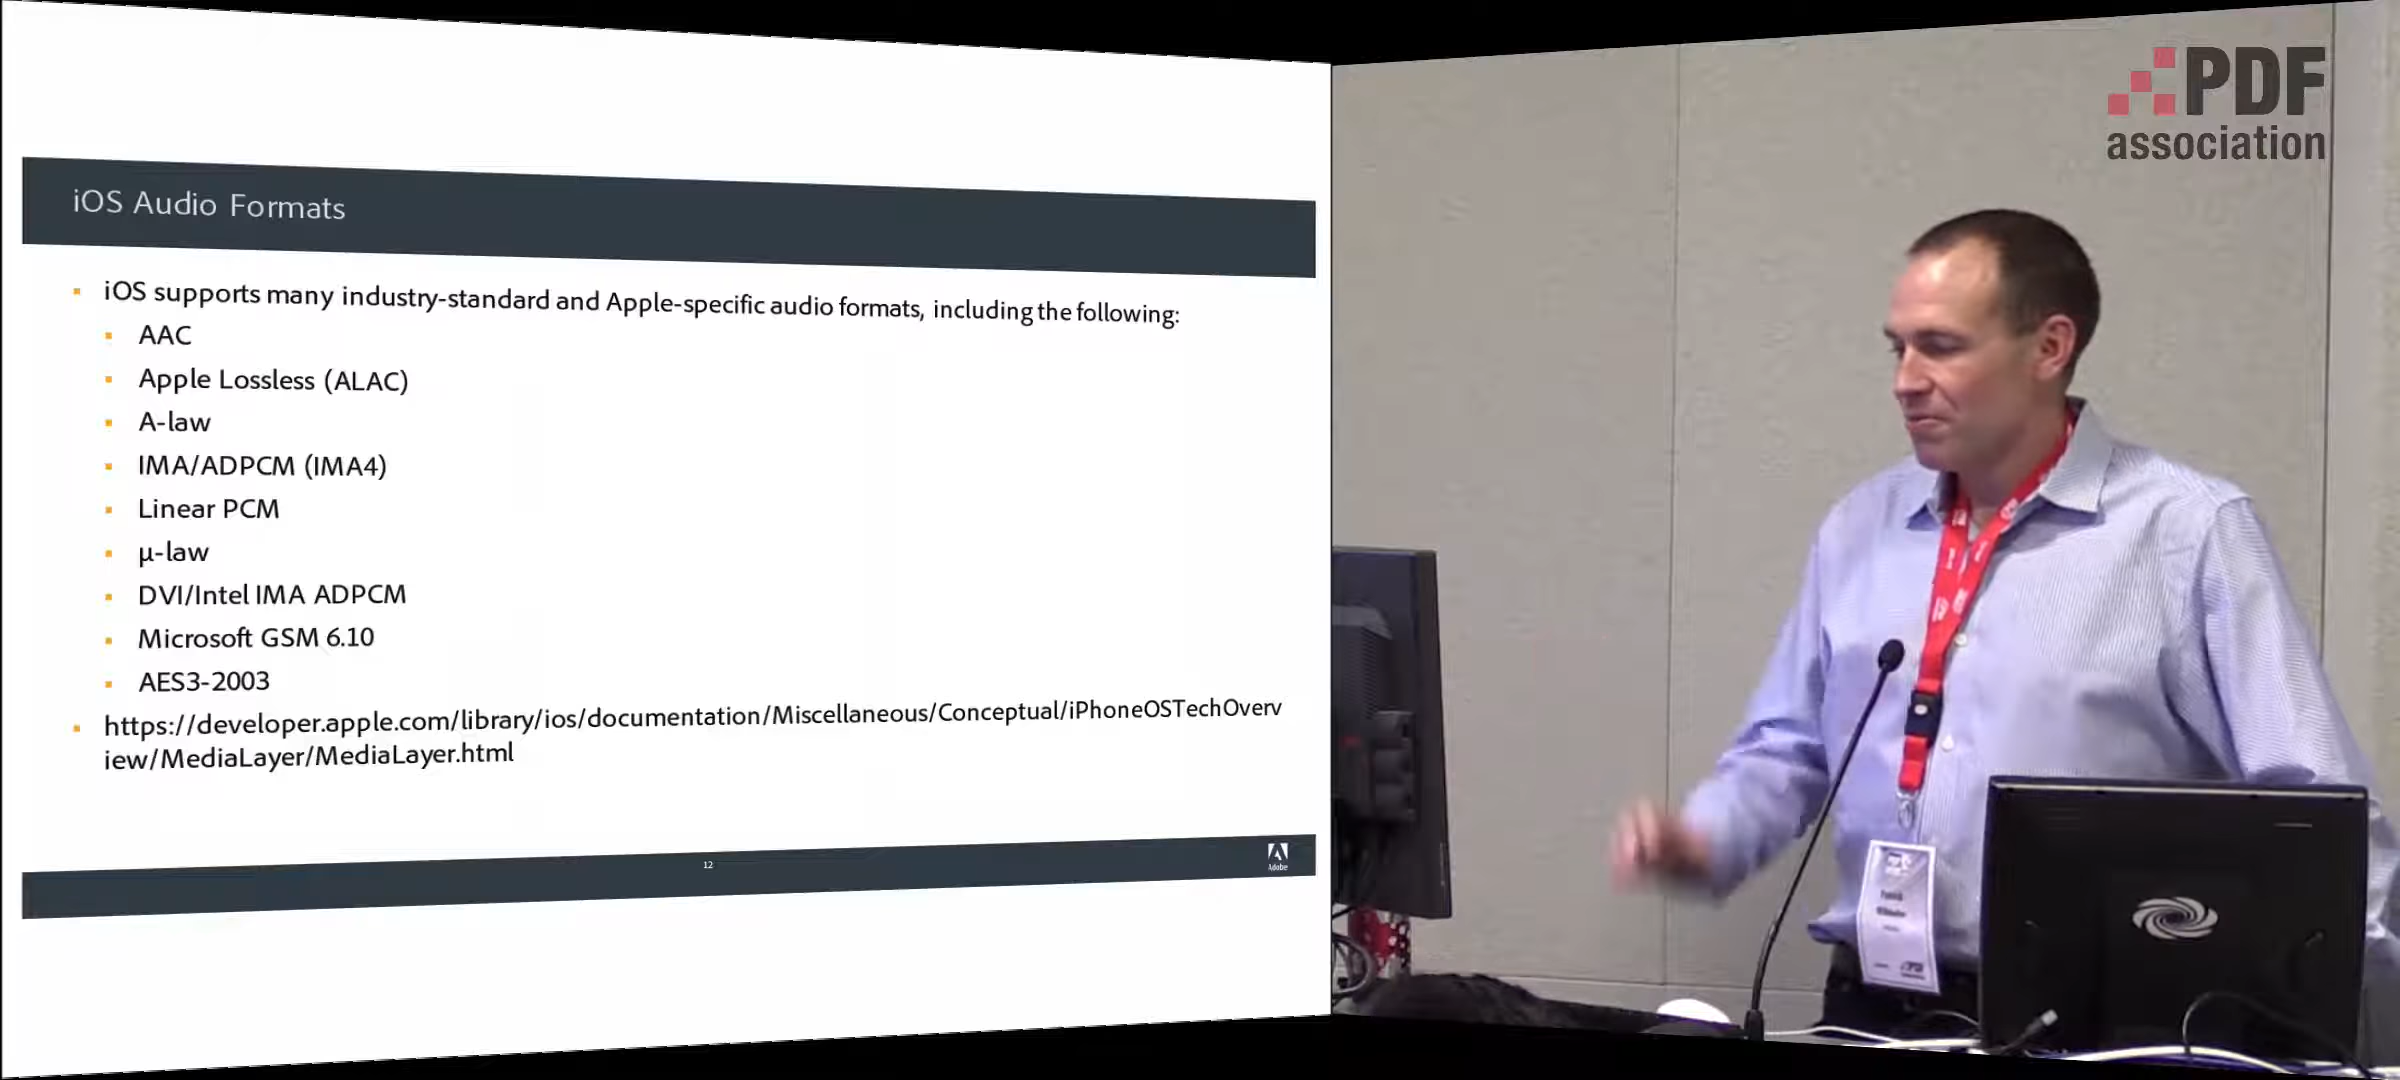 iOS Audio Formats
iOS supports many industry-standard and Apple-specific audio formats, including the following:
AAC
Apple Lossless (ALAC)
A-law
IMA/ADPCM (IMA4)
Linear PCM
µ-law
DVI/Intel IMA ADPCM
Microsoft GSM 6.10
AES3-2003
https://developer.apple.com/library/ios/documentation/Miscellaneous/Conceptual/iPhoneOSTechOverv
iew/MediaLayer/MediaLayer.html
12
Adobe
PDF
association